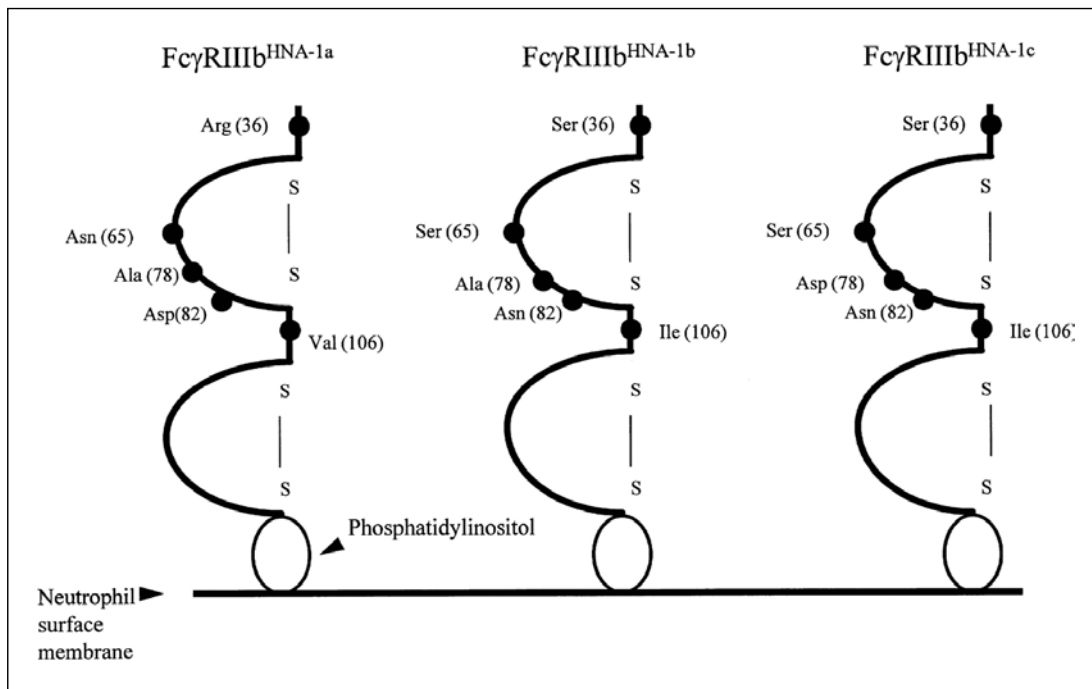 FcγRIIIb^HNA-1a
FcγRIIIb^HNA-1b
FcγRIIIb^HNA-1c
Arg (36)
Ser (36)
Ser (36)
S
S
S
Asn (65)
Ser (65)
Ser (65)
Ala (78)
Ala (78)
Asp (78)
S
S
S
Asp(82)
Asn (82)
Asn (82)
Val (106)
Ile (106)
Ile (106)
S
S
S
S
S
S
Phosphatidylinositol
Neutrophil
surface
membrane